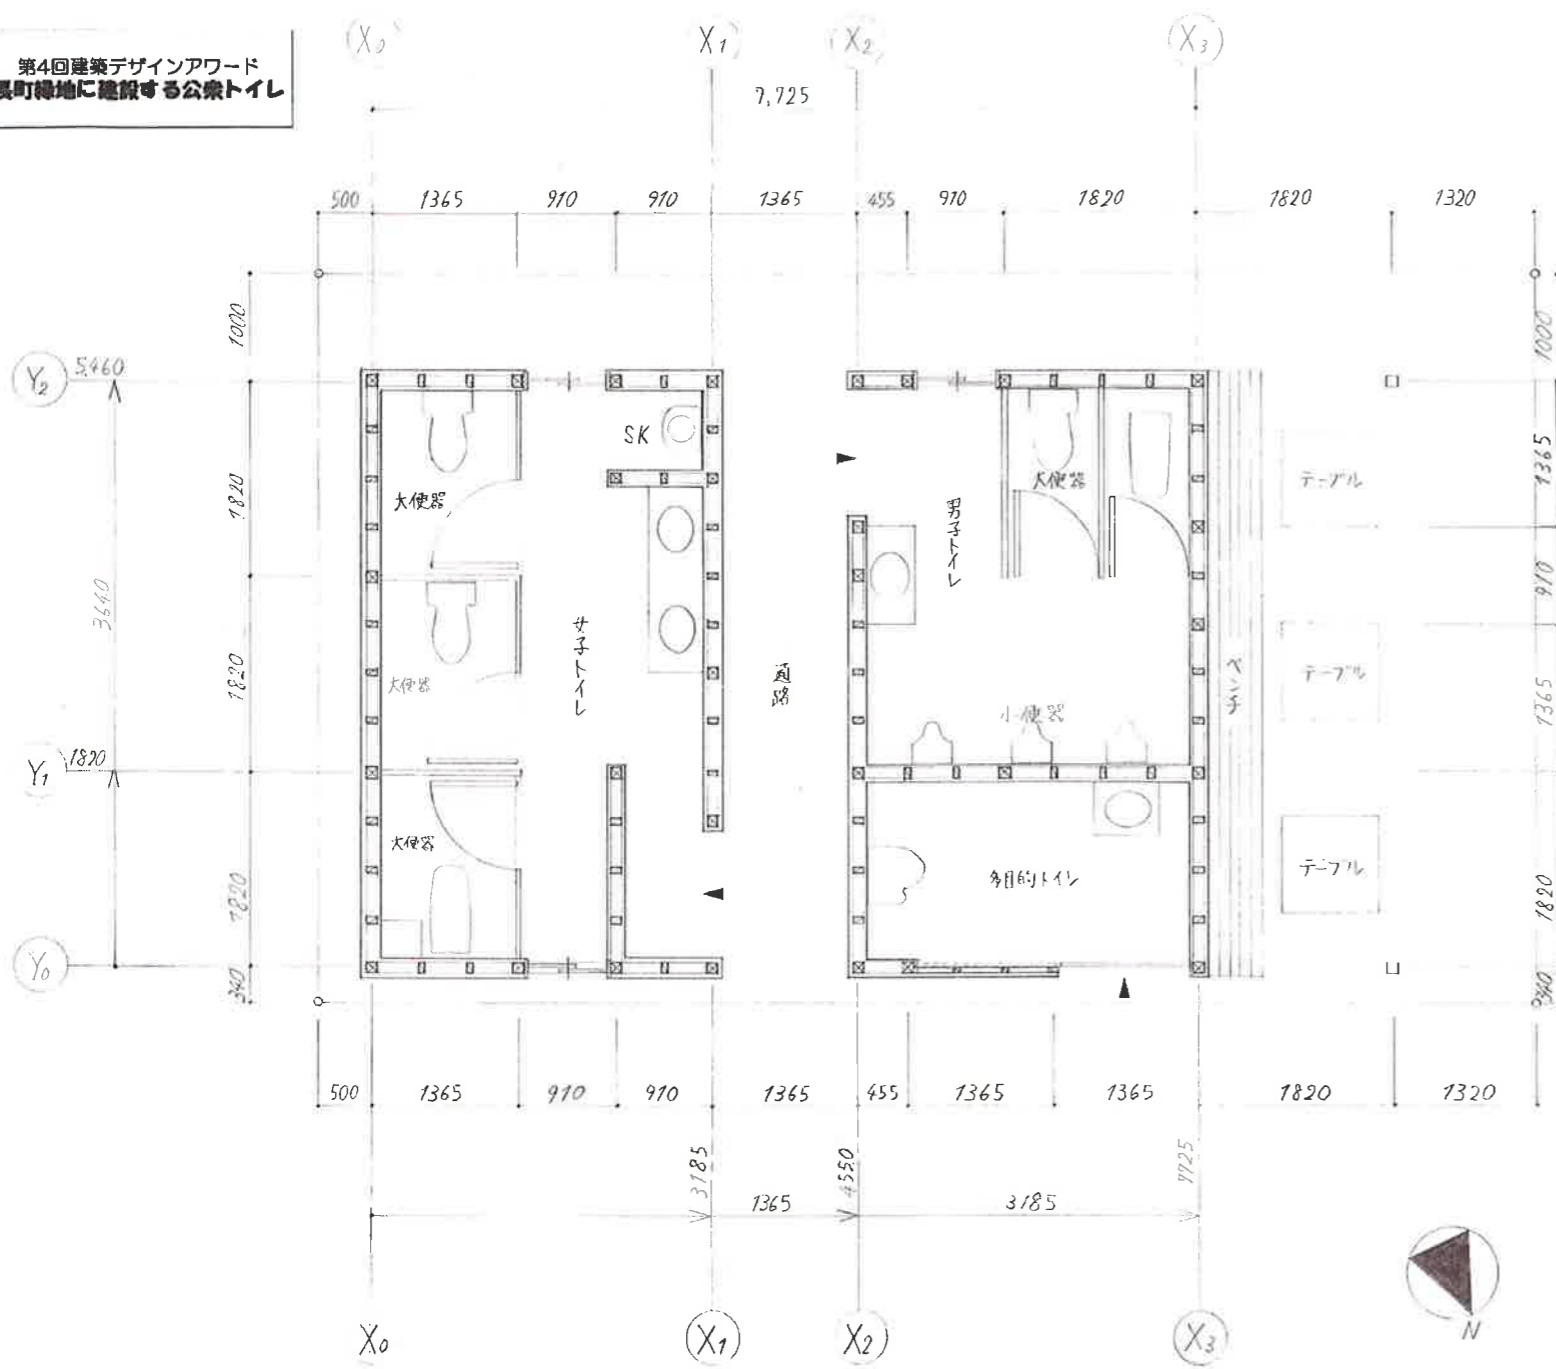 第4回建築デザインアワード
長町緑地に建設する公衆トイレ
X₀
X₁
X₂
X₃
7,725
500
1365
910
910
1365
455
910
1820
1820
1320
1000
1820
1820
1820
340
Y₂
5,460
3640
Y₁
1820
Y₀
大便器
大便器
大便器
女子トイレ
SK
通路
男子トイレ
大便器
小便器
多目的トイレ
ベンチ
テーブル
テーブル
テーブル
1000
1365
910
1365
1820
340
500
1365
910
910
1365
455
1365
1365
1820
1320
3185
1365
4550
3185
7725
X₀
X₁
X₂
X₃
N